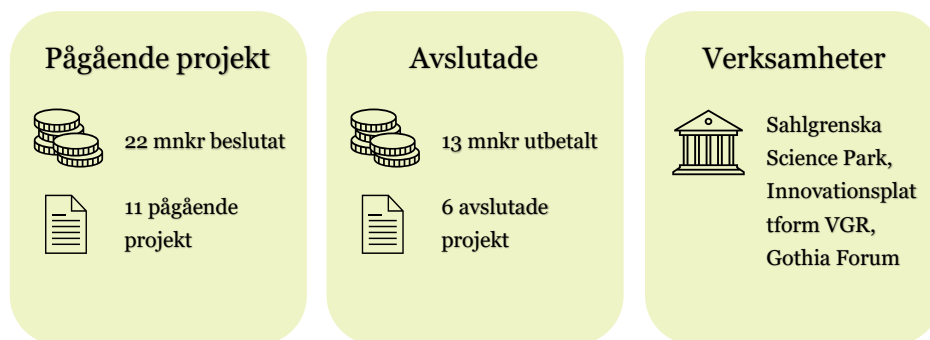 Pågående projekt
22 mnkr beslutat
11 pågående
projekt
Avslutade
13 mnkr utbetalt
6 avslutade
projekt
Verksamheter
Sahlgrenska
Science Park,
Innovationsplat
tform VGR,
Gothia Forum